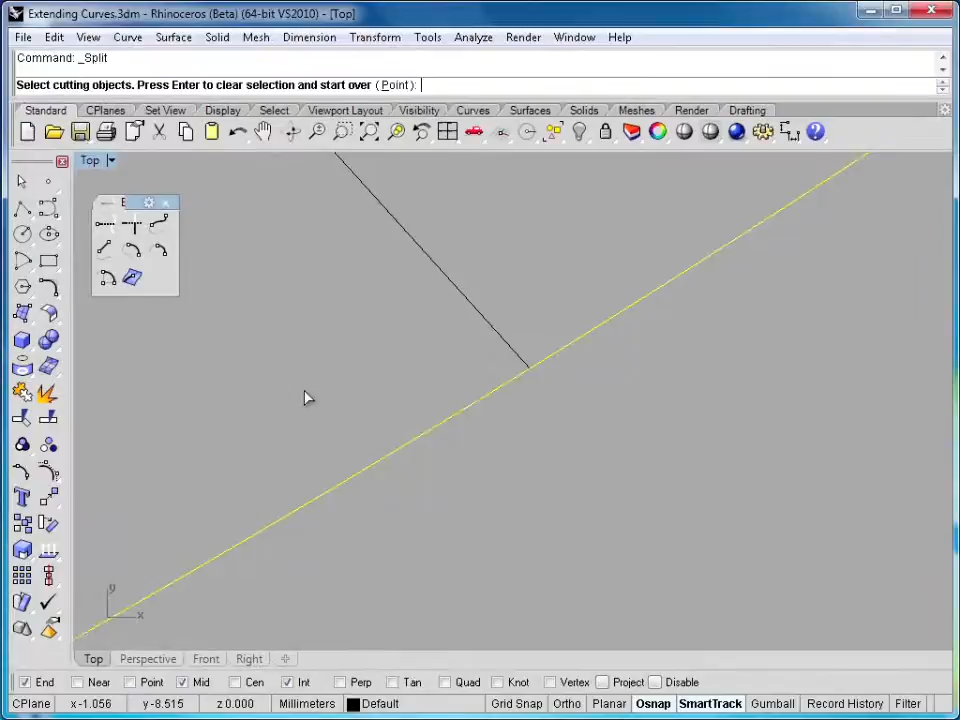 Extending Curves.3dm - Rhinoceros (Beta) (64-bit VS2010) - [Top]
File Edit View Curve Surface Solid Mesh Dimension Transform Tools Analyze Render Window Help
Command: _Split
Select cutting objects. Press Enter to clear selection and start over ( Point):
Standard CPlanes Set View Display Select Viewport Layout Visibility Curves Surfaces Solids Meshes Render Drafting
Top
E
y
x
Top Perspective Front Right
End Near Point Mid Cen Int Perp Tan Quad Knot Vertex Project Disable
CPlane x-1.056 y-8.515 z 0.000 Millimeters Default Grid Snap Ortho Planar Osnap SmartTrack Gumball Record History Filter